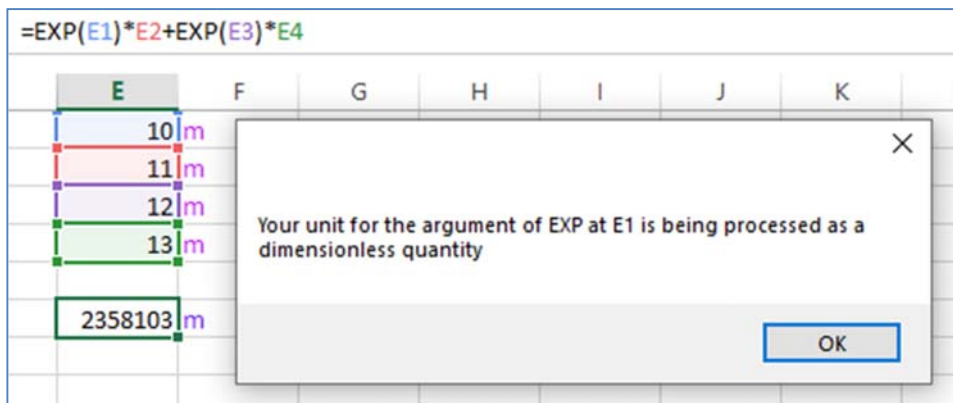 =EXP(E1)*E2+EXP(E3)*E4
E F G H I J K
10 m
11 m
12 m
13 m
Your unit for the argument of EXP at E1 is being processed as a
dimensionless quantity
2358103 m
OK